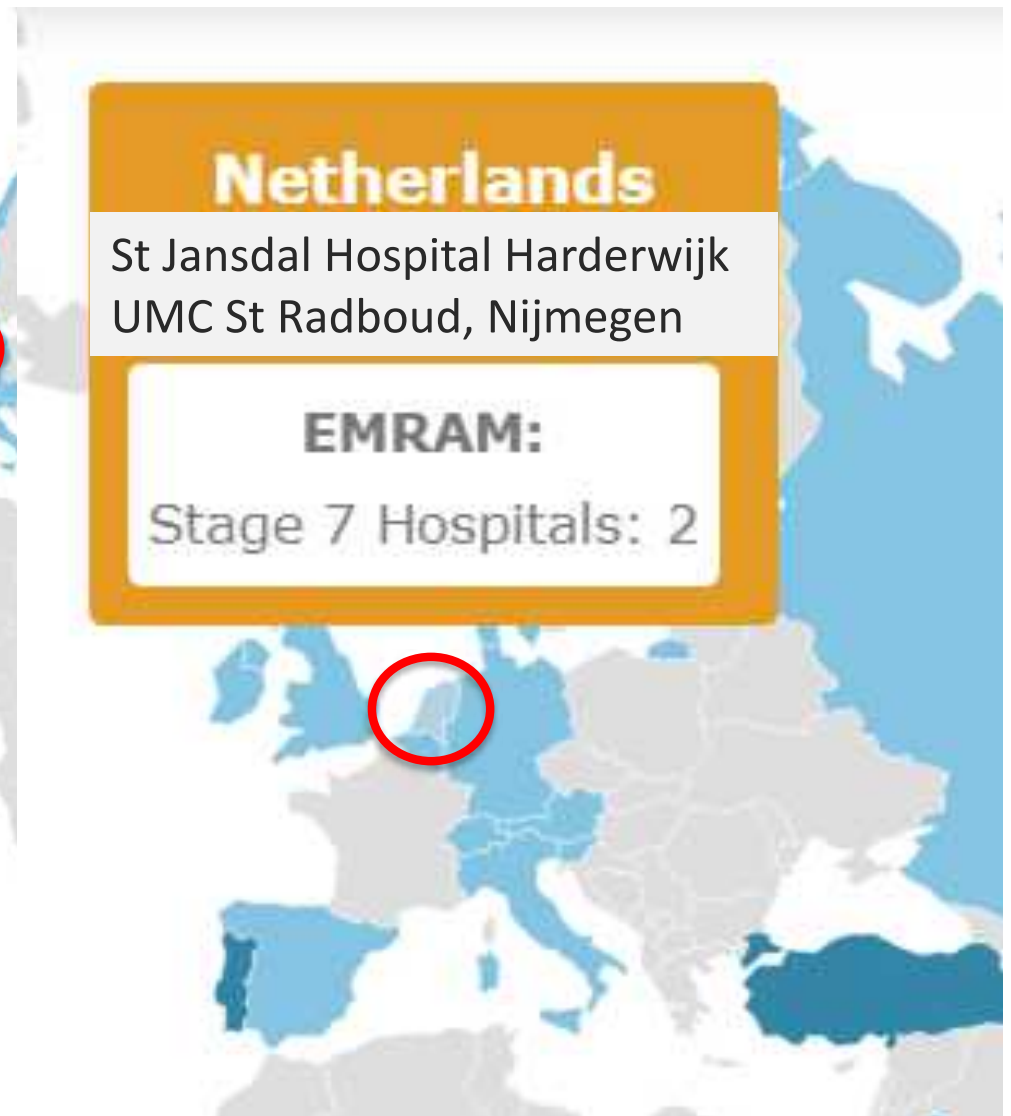 Netherlands
St Jansdal Hospital Harderwijk
UMC St Radboud, Nijmegen
EMRAM:
Stage 7 Hospitals: 2